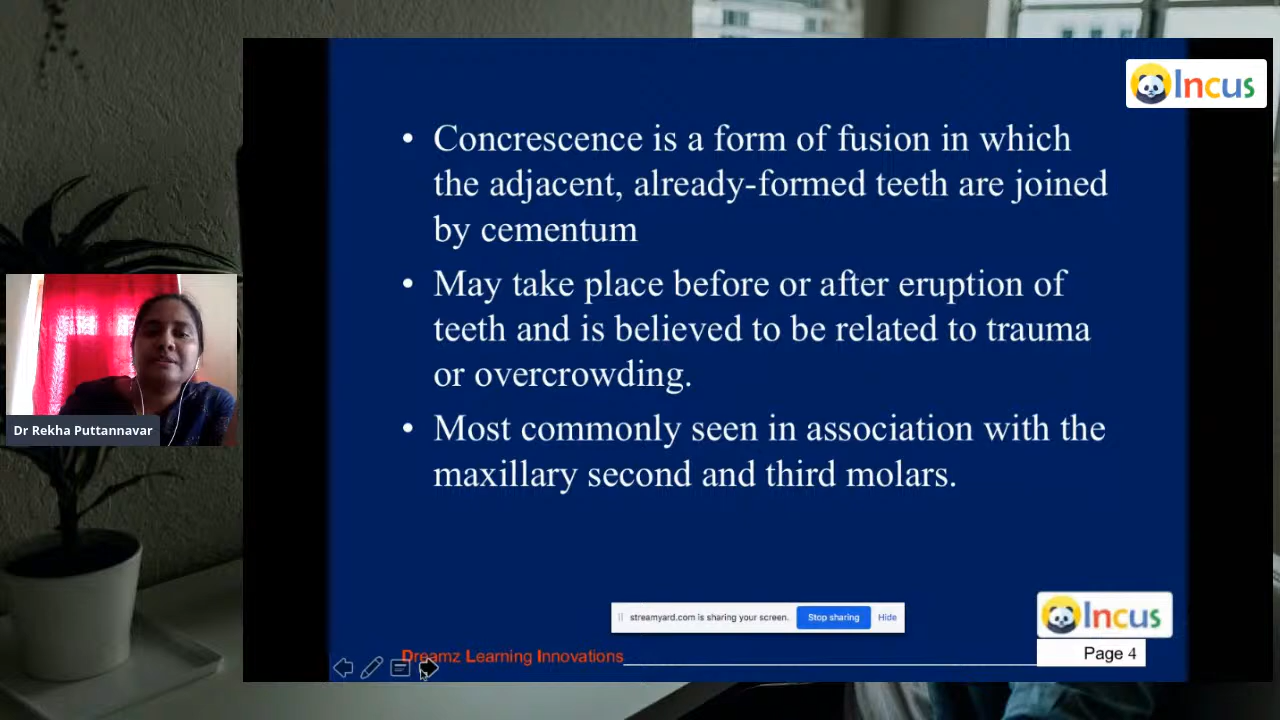 Incus
• Concrescence is a form of fusion in which
the adjacent, already-formed teeth are joined
by cementum
• May take place before or after eruption of
teeth and is believed to be related to trauma
or overcrowding.
• Most commonly seen in association with the
maxillary second and third molars.
Dr Rekha Puttannavar
streamyard.com is sharing your screen. Stop sharing Hide
Incus
Dreamz Learning Innovations
Page 4